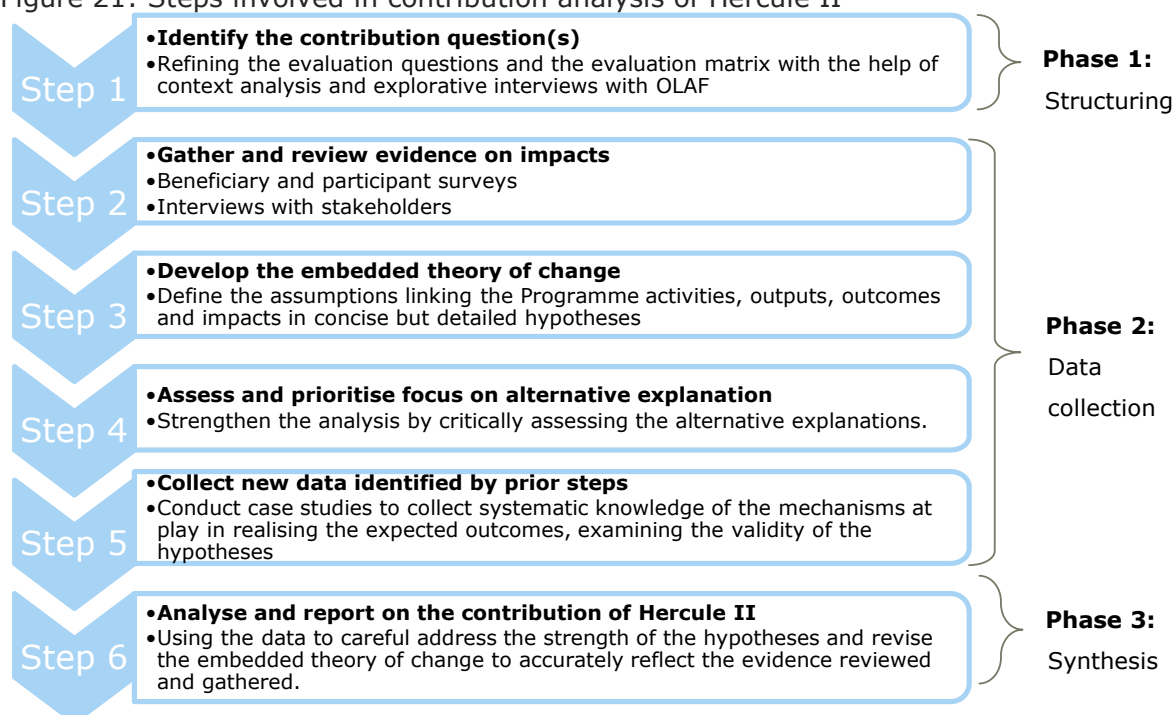 Figure 21: Steps involved in contribution analysis of Hercule II
Step 1
•Identify the contribution question(s)
•Refining the evaluation questions and the evaluation matrix with the help of
context analysis and explorative interviews with OLAF
Phase 1:
Structuring
Step 2
•Gather and review evidence on impacts
•Beneficiary and participant surveys
•Interviews with stakeholders
Step 3
•Develop the embedded theory of change
•Define the assumptions linking the Programme activities, outputs, outcomes
and impacts in concise but detailed hypotheses
Step 4
•Assess and prioritise focus on alternative explanation
•Strengthen the analysis by critically assessing the alternative explanations.
Step 5
•Collect new data identified by prior steps
•Conduct case studies to collect systematic knowledge of the mechanisms at
play in realising the expected outcomes, examining the validity of the
hypotheses
Phase 2:
Data
collection
Step 6
•Analyse and report on the contribution of Hercule II
•Using the data to careful address the strength of the hypotheses and revise
the embedded theory of change to accurately reflect the evidence reviewed
and gathered.
Phase 3:
Synthesis